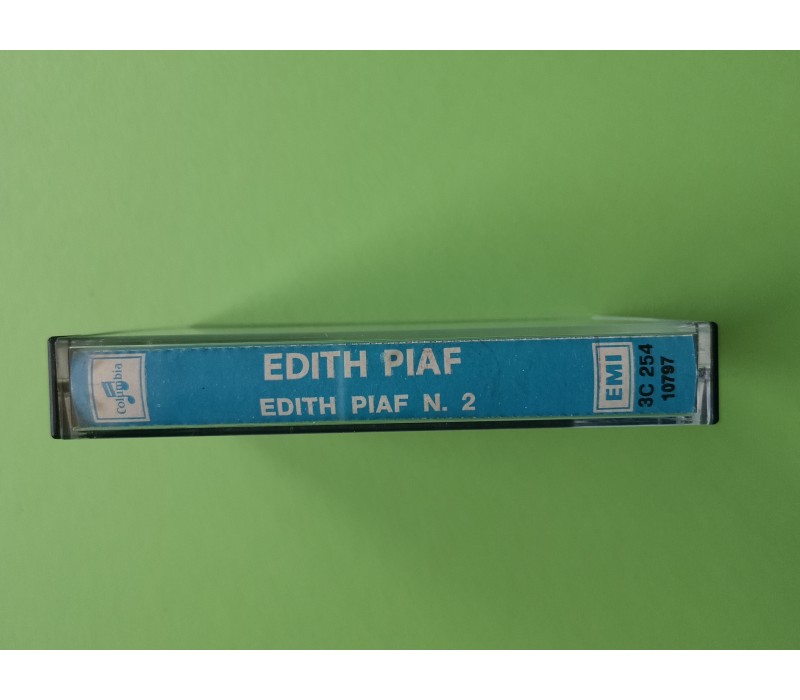 Columbia
EDITH PIAF
EDITH PIAF N. 2
EMI
3C 254
10797